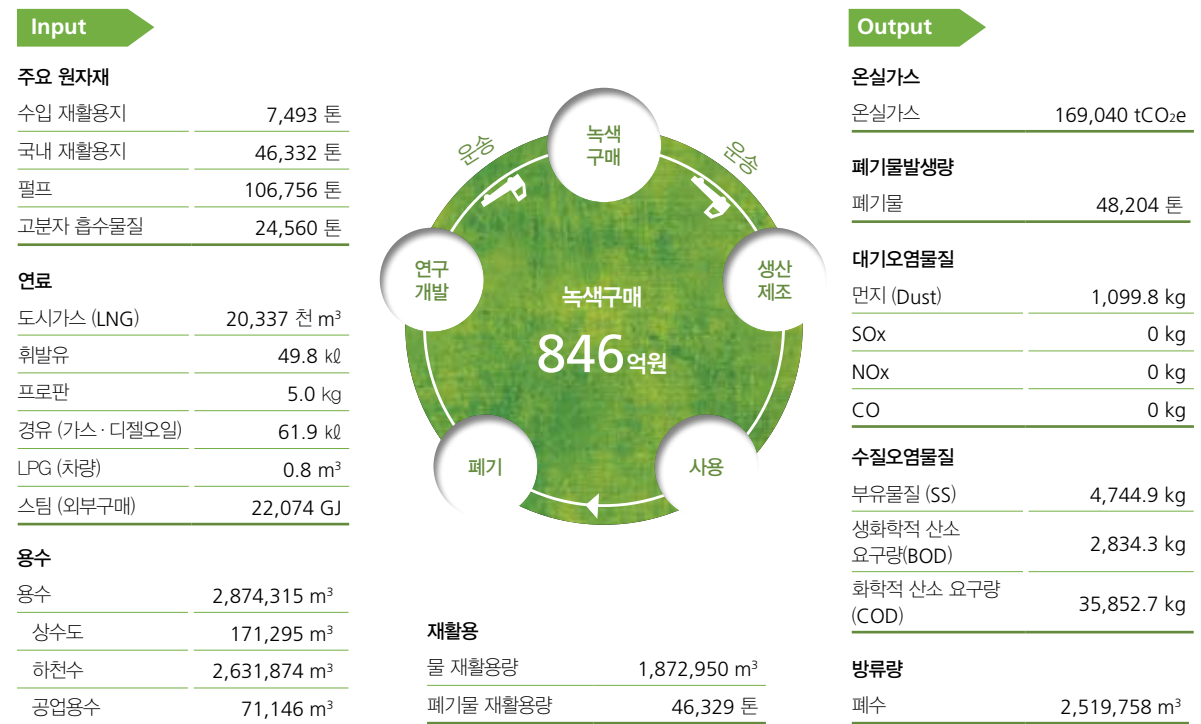 Input
주요 원자재
수입 재활용지 7,493 톤
국내 재활용지 46,332 톤
펄프 106,756 톤
고분자 흡수물질 24,560 톤
연료
도시가스 (LNG) 20,337 천 m³
휘발유 49.8 ㎘
프로판 5.0 kg
경유 (가스 · 디젤오일) 61.9 ㎘
LPG (차량) 0.8 m³
스팀 (외부구매) 22,074 GJ
용수
용수 2,874,315 m³
상수도 171,295 m³
하천수 2,631,874 m³
공업용수 71,146 m³
운송
녹색
구매
운송
연구
개발
생산
제조
녹색구매
846억원
폐기
사용
재활용
물 재활용량 1,872,950 m³
폐기물 재활용량 46,329 톤
Output
온실가스
온실가스 169,040 tCO₂e
폐기물발생량
폐기물 48,204 톤
대기오염물질
먼지 (Dust) 1,099.8 kg
SOx 0 kg
NOx 0 kg
CO 0 kg
수질오염물질
부유물질 (SS) 4,744.9 kg
생화학적 산소
요구량(BOD) 2,834.3 kg
화학적 산소 요구량
(COD) 35,852.7 kg
방류량
폐수 2,519,758 m³